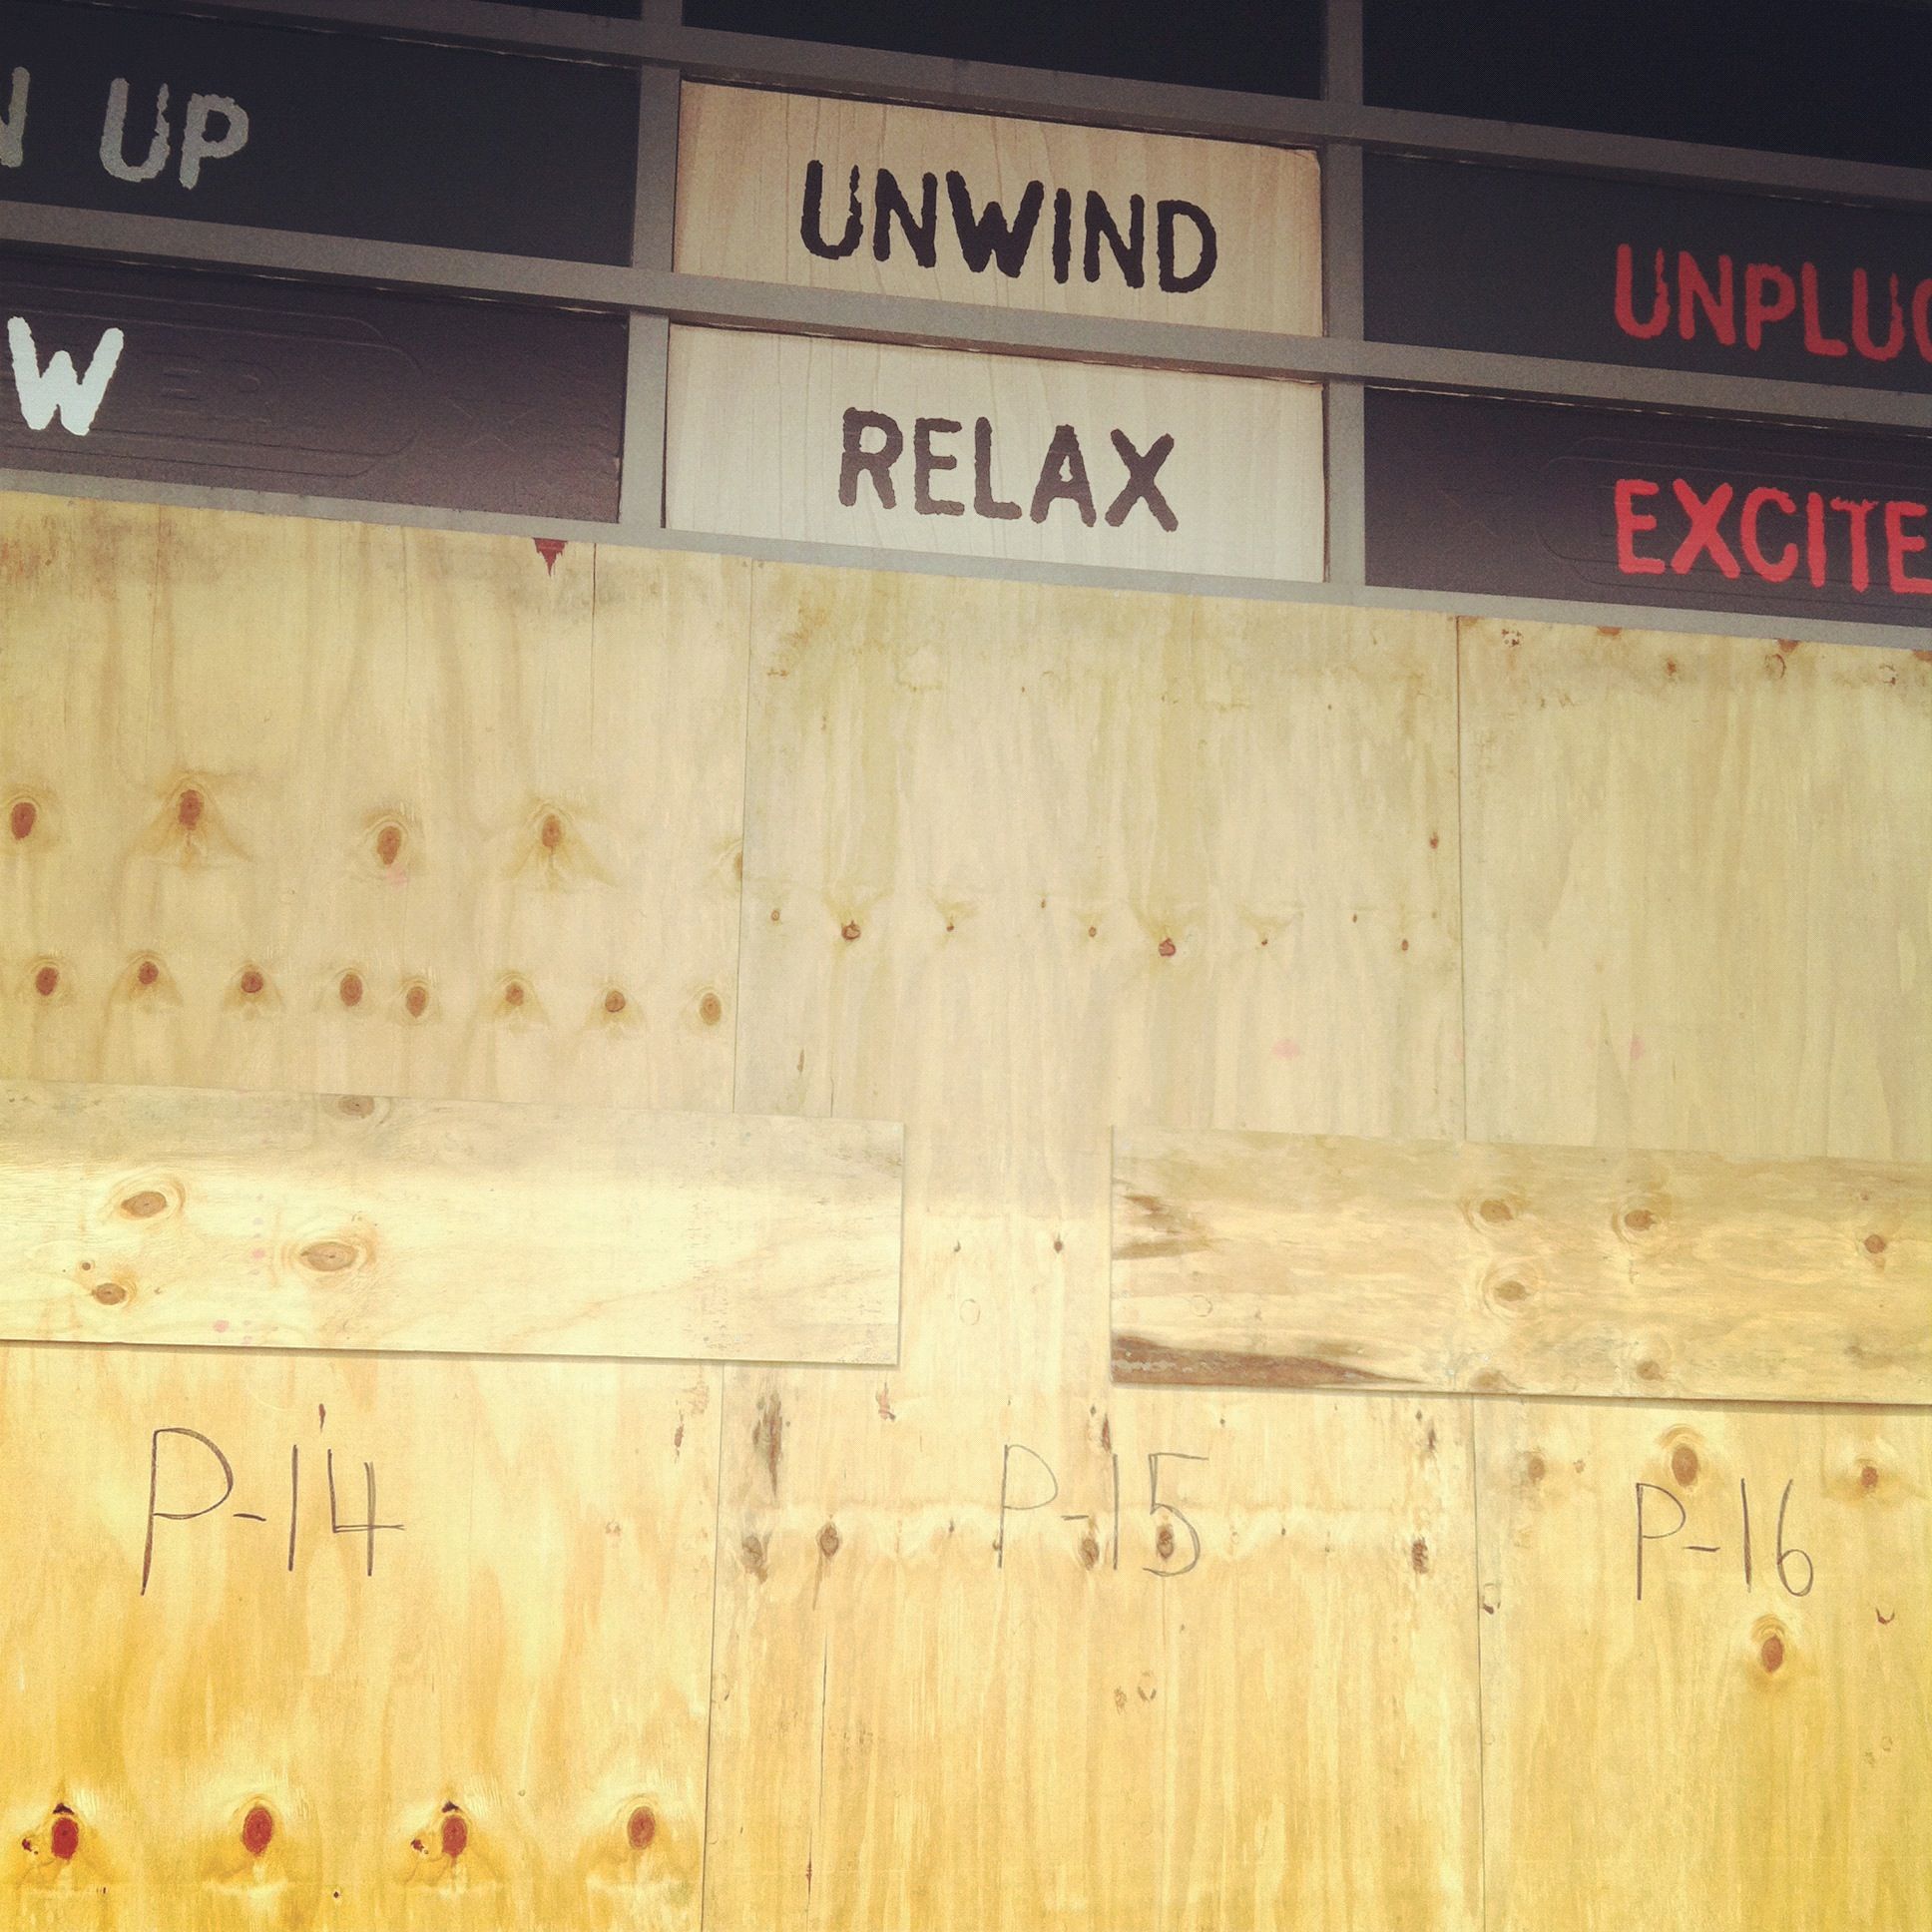 UP
UNWIND
UNPLUG
W
RELAX
EXCITE
P-14
P-15
P-16